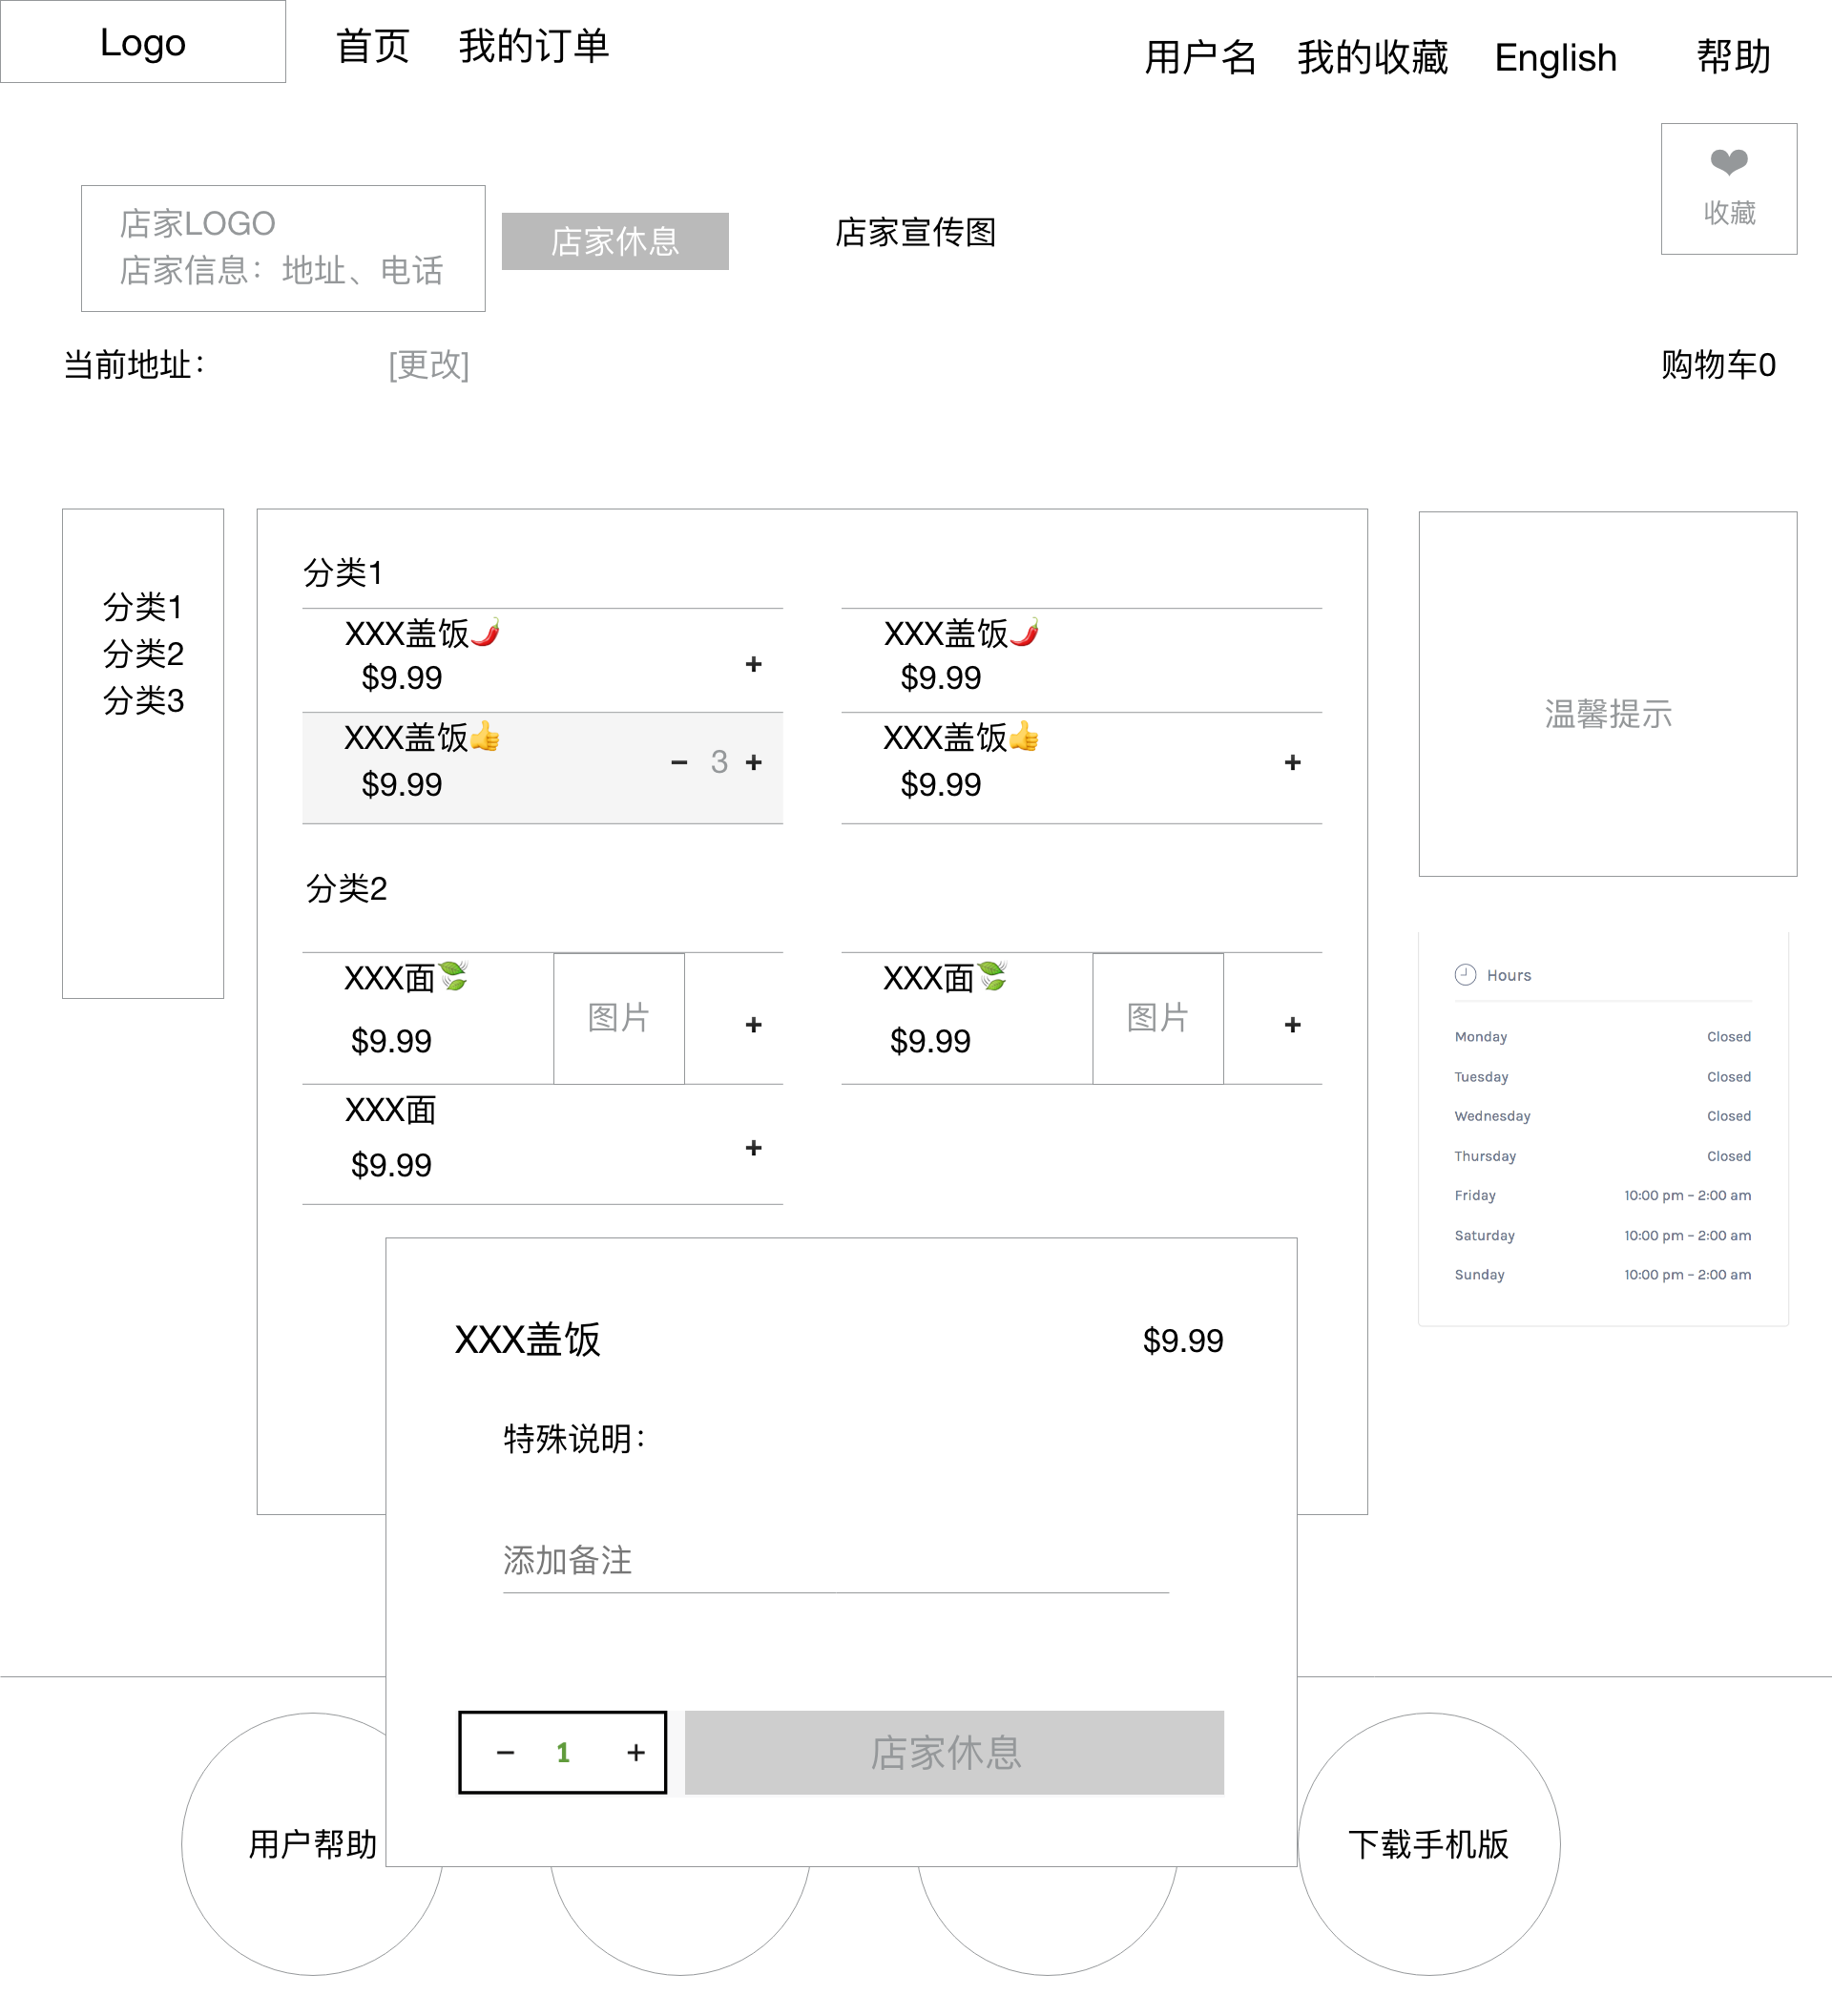 Logo 首页 我的订单 用户名 我的收藏 English 帮助
❤ 收藏
店家LOGO
店家信息：地址、电话
店家休息
店家宣传图
当前地址： [更改] 购物车0
分类1
分类2
分类3
分类1
XXX盖饭🌶
$9.99 +
XXX盖饭🌶
$9.99
XXX盖饭👍
$9.99 − 3 +
XXX盖饭👍
$9.99 +
分类2
XXX面🍃
$9.99 图片 +
XXX面🍃
$9.99 图片 +
XXX面
$9.99 +
温馨提示
Hours
Monday Closed
Tuesday Closed
Wednesday Closed
Thursday Closed
Friday 10:00 pm – 2:00 am
Saturday 10:00 pm – 2:00 am
Sunday 10:00 pm – 2:00 am
XXX盖饭 $9.99
特殊说明：
添加备注
− 1 + 店家休息
用户帮助
下载手机版